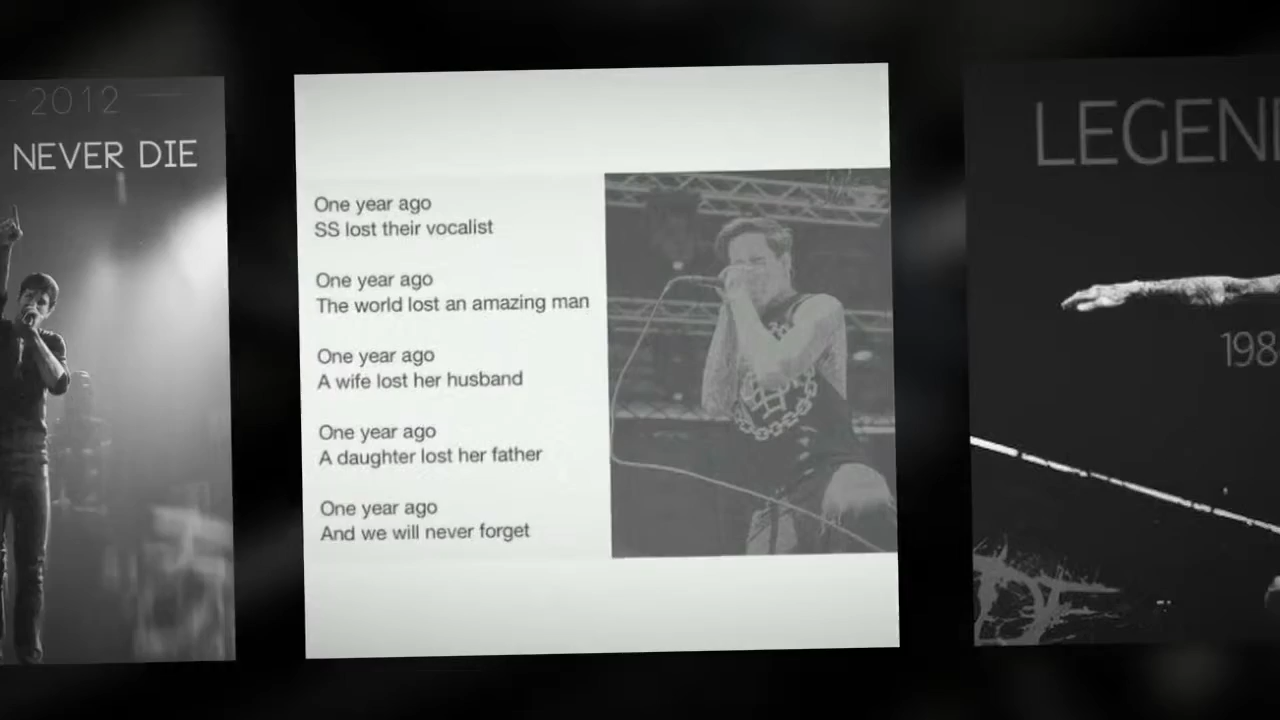 - 2012 —
NEVER DIE
One year ago
SS lost their vocalist
One year ago
The world lost an amazing man
One year ago
A wife lost her husband
One year ago
A daughter lost her father
One year ago
And we will never forget
LEGEN
198